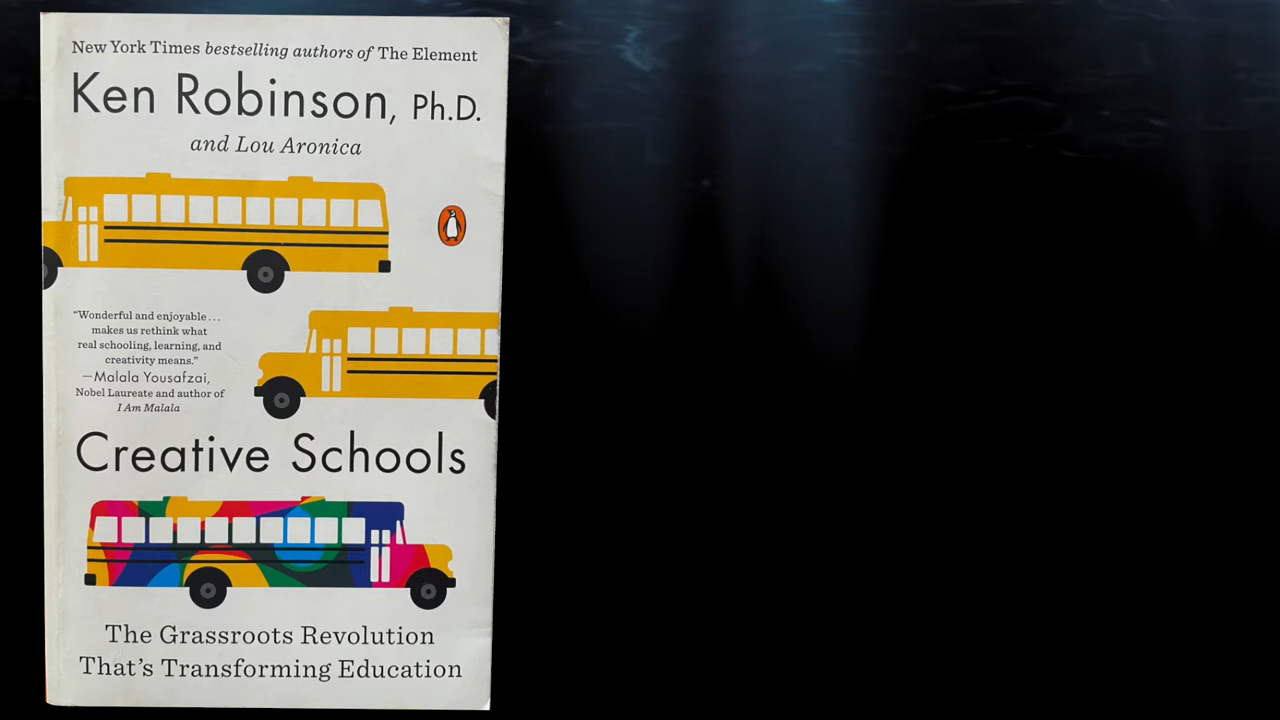 New York Times bestselling authors of The Element
Ken Robinson, Ph.D.
and Lou Aronica
“Wonderful and enjoyable...
makes us rethink what
real schooling, learning, and
creativity means.”
—Malala Yousafzai,
Nobel Laureate and author of
I Am Malala
Creative Schools
The Grassroots Revolution
That’s Transforming Education